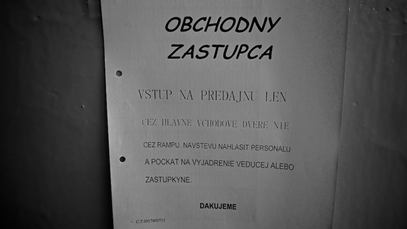 OBCHODNY
ZASTUPCA
VSTUP NA PREDAJNU LEN
CEZ HLAVNE VCHODOVE DVERE NIE
CEZ RAMPU. NAVSTEVU NAHLASIT PERSONALU
A POCKAT NA VYJADRENIE VEDUCEJ ALEBO
ZASTUPKYNE.
DAKUJEME